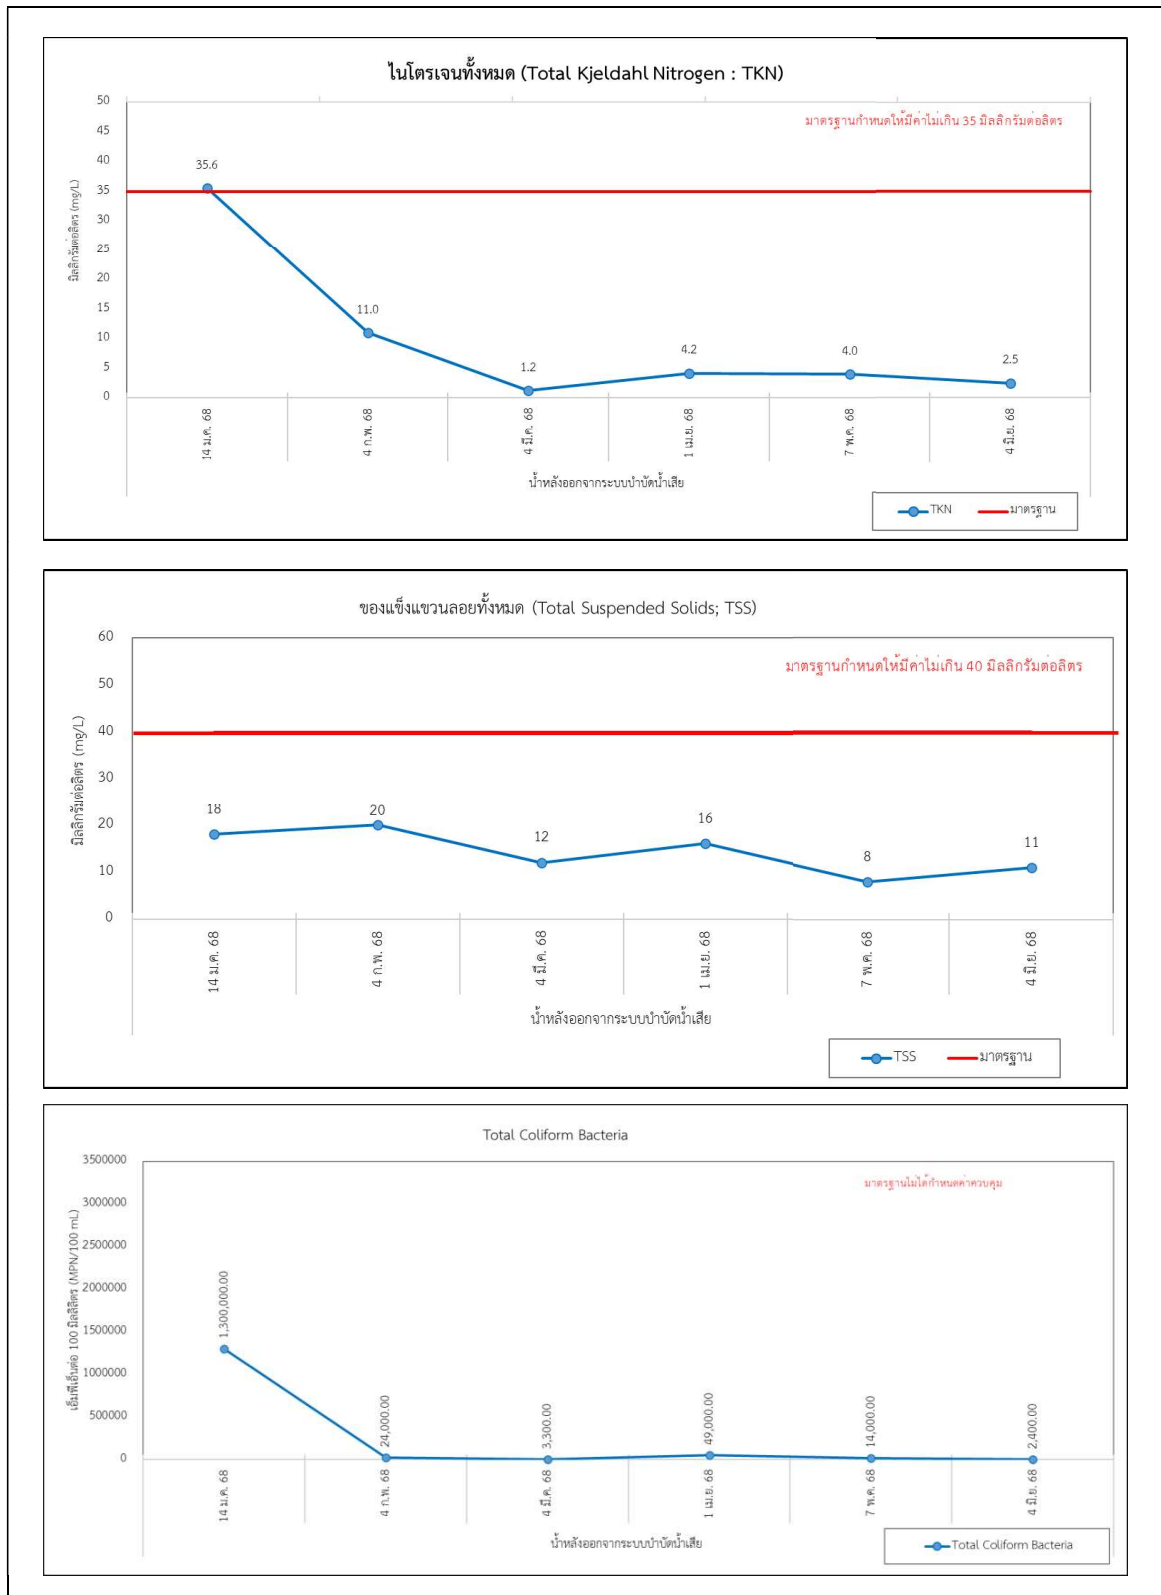 ไนโตรเจนทั้งหมด (Total Kjeldahl Nitrogen : TKN)
มาตรฐานกำหนดให้มีค่าไม่เกิน 35 มิลลิกรัมต่อลิตร
มิลลิกรัมต่อลิตร (mg/L)
50
45
40
35
30
25
20
15
10
5
0
35.6
11.0
1.2
4.2
4.0
2.5
14 ม.ค. 68
4 ก.พ. 68
4 มี.ค. 68
1 เม.ย. 68
7 พ.ค. 68
4 มิ.ย. 68
น้ำหลังออกจากระบบบำบัดน้ำเสีย
TKN
มาตรฐาน
ของแข็งแขวนลอยทั้งหมด (Total Suspended Solids; TSS)
มาตรฐานกำหนดให้มีค่าไม่เกิน 40 มิลลิกรัมต่อลิตร
มิลลิกรัมต่อลิตร (mg/L)
60
50
40
30
20
10
0
18
20
12
16
8
11
14 ม.ค. 68
4 ก.พ. 68
4 มี.ค. 68
1 เม.ย. 68
7 พ.ค. 68
4 มิ.ย. 68
น้ำหลังออกจากระบบบำบัดน้ำเสีย
TSS
มาตรฐาน
Total Coliform Bacteria
มาตรฐานไม่ได้กำหนดค่าควบคุม
เอ็มพีเอ็นต่อ 100 มิลลิลิตร (MPN/100 mL)
3500000
3000000
2500000
2000000
1500000
1000000
500000
0
1,300,000.00
24,000.00
3,300.00
49,000.00
14,000.00
2,400.00
14 ม.ค. 68
4 ก.พ. 68
4 มี.ค. 68
1 เม.ย. 68
7 พ.ค. 68
4 มิ.ย. 68
น้ำหลังออกจากระบบบำบัดน้ำเสีย
Total Coliform Bacteria